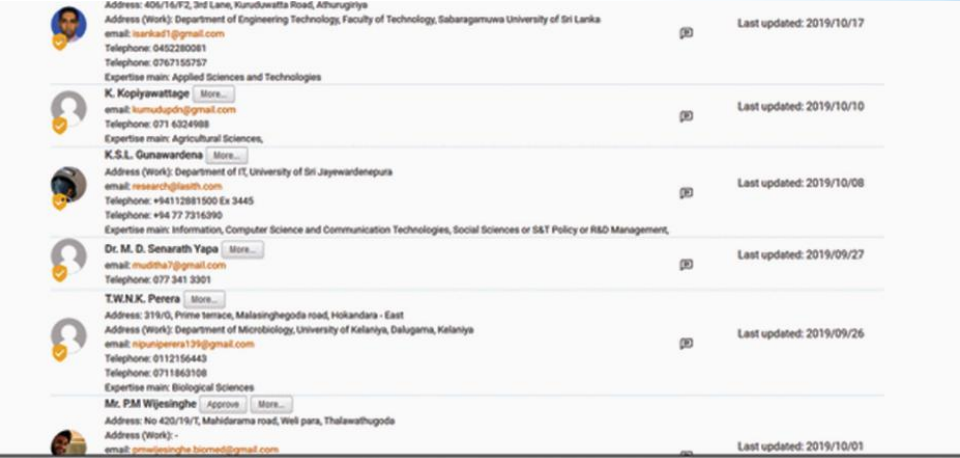 Address: 406/16/F2, 3rd Lane, Kuruduwatta Road, Athurugiriya
Address (Work): Department of Engineering Technology, Faculty of Technology, Sabaragamuwa University of Sri Lanka
Last updated: 2019/10/17
email: isankad1@gmail.com
Telephone: 0452280081
Telephone: 0767155757
Expertise main: Applied Sciences and Technologies
K. Kopiyawattage More...
email: kumudupdn@gmail.com
Last updated: 2019/10/10
Telephone: 071 6324988
Expertise main: Agricultural Sciences,
K.S.L. Gunawardena More...
Address (Work): Department of IT, University of Sri Jayewardenepura
email: research@lasith.com
Last updated: 2019/10/08
Telephone: +94112881500 Ex 3445
Telephone: +94 77 7316390
Expertise main: Information, Computer Science and Communication Technologies, Social Sciences or S&T Policy or R&D Management,
Dr. M. D. Senarath Yapa More...
Last updated: 2019/09/27
email: muditha7@gmail.com
Telephone: 077 341 3301
T.W.N.K. Perera More...
Address: 319/G, Prime terrace, Malasinghegoda road, Hokandara - East
Address (Work): Department of Microbiology, University of Kelaniya, Dalugama, Kelaniya
Last updated: 2019/09/26
email: nipuniperera139@gmail.com
Telephone: 0112156443
Telephone: 0711863108
Expertise main: Biological Sciences
Mr. P.M Wijesinghe Approve More...
Address: No 420/19/T, Mahidarama road, Weli para, Thalawathugoda
Address (Work): -
email: pmwijesinghe.biomed@gmail.com
Last updated: 2019/10/01